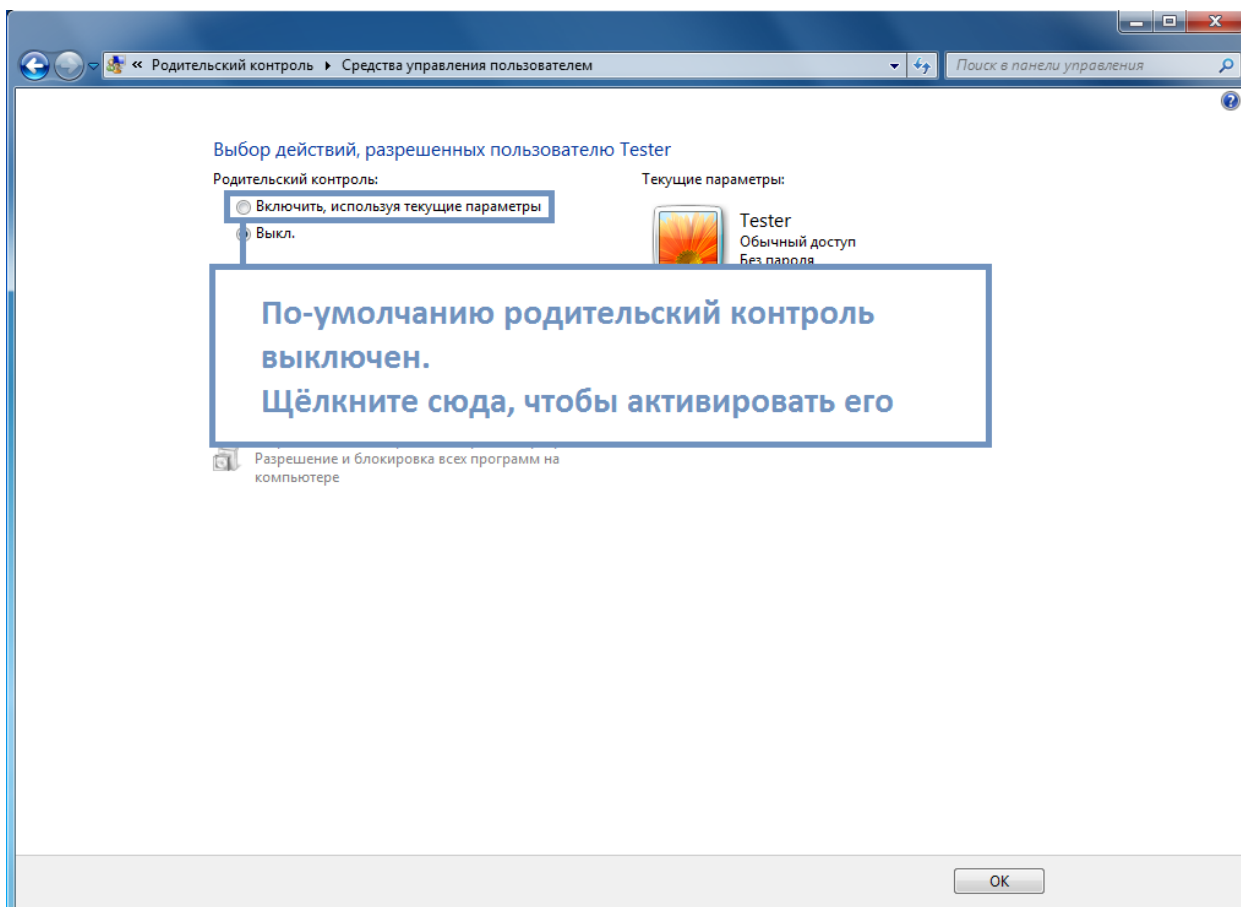 « Родительский контроль ▸ Средства управления пользователем
Поиск в панели управления
Выбор действий, разрешенных пользователю Tester
Родительский контроль:
Текущие параметры:
Включить, используя текущие параметры
Выкл.
Tester
Обычный доступ
Без пароля
По-умолчанию родительский контроль
выключен.
Щёлкните сюда, чтобы активировать его
Разрешение и блокировка всех программ на
компьютере
OK